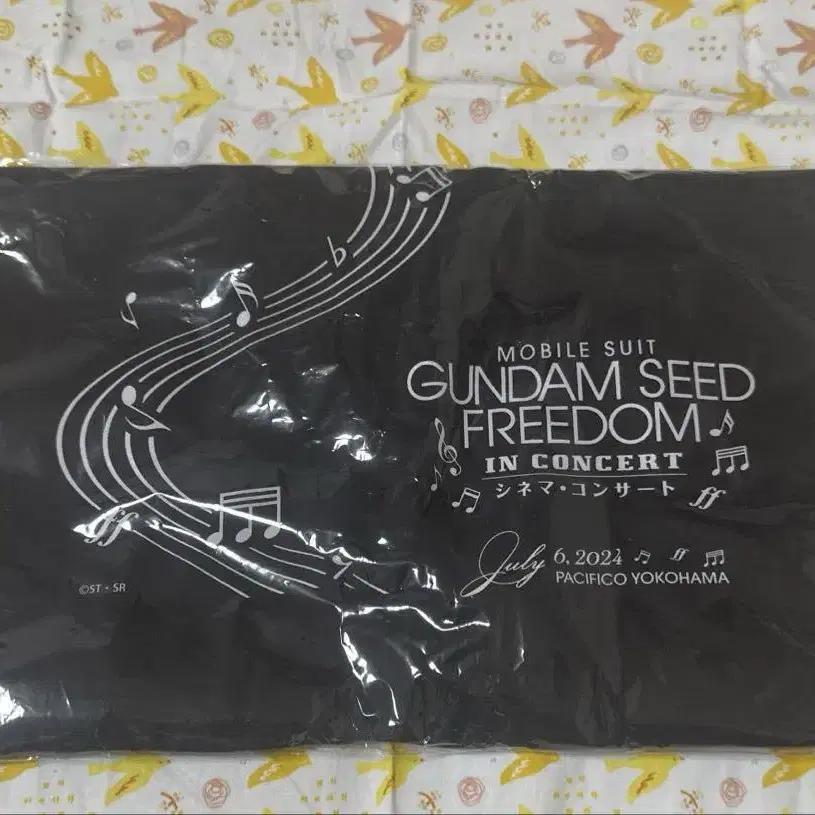 MOBILE SUIT
GUNDAM SEED
FREEDOM
IN CONCERT
シネマ・コンサート
July 6, 2024
PACIFICO YOKOHAMA
©ST・SR